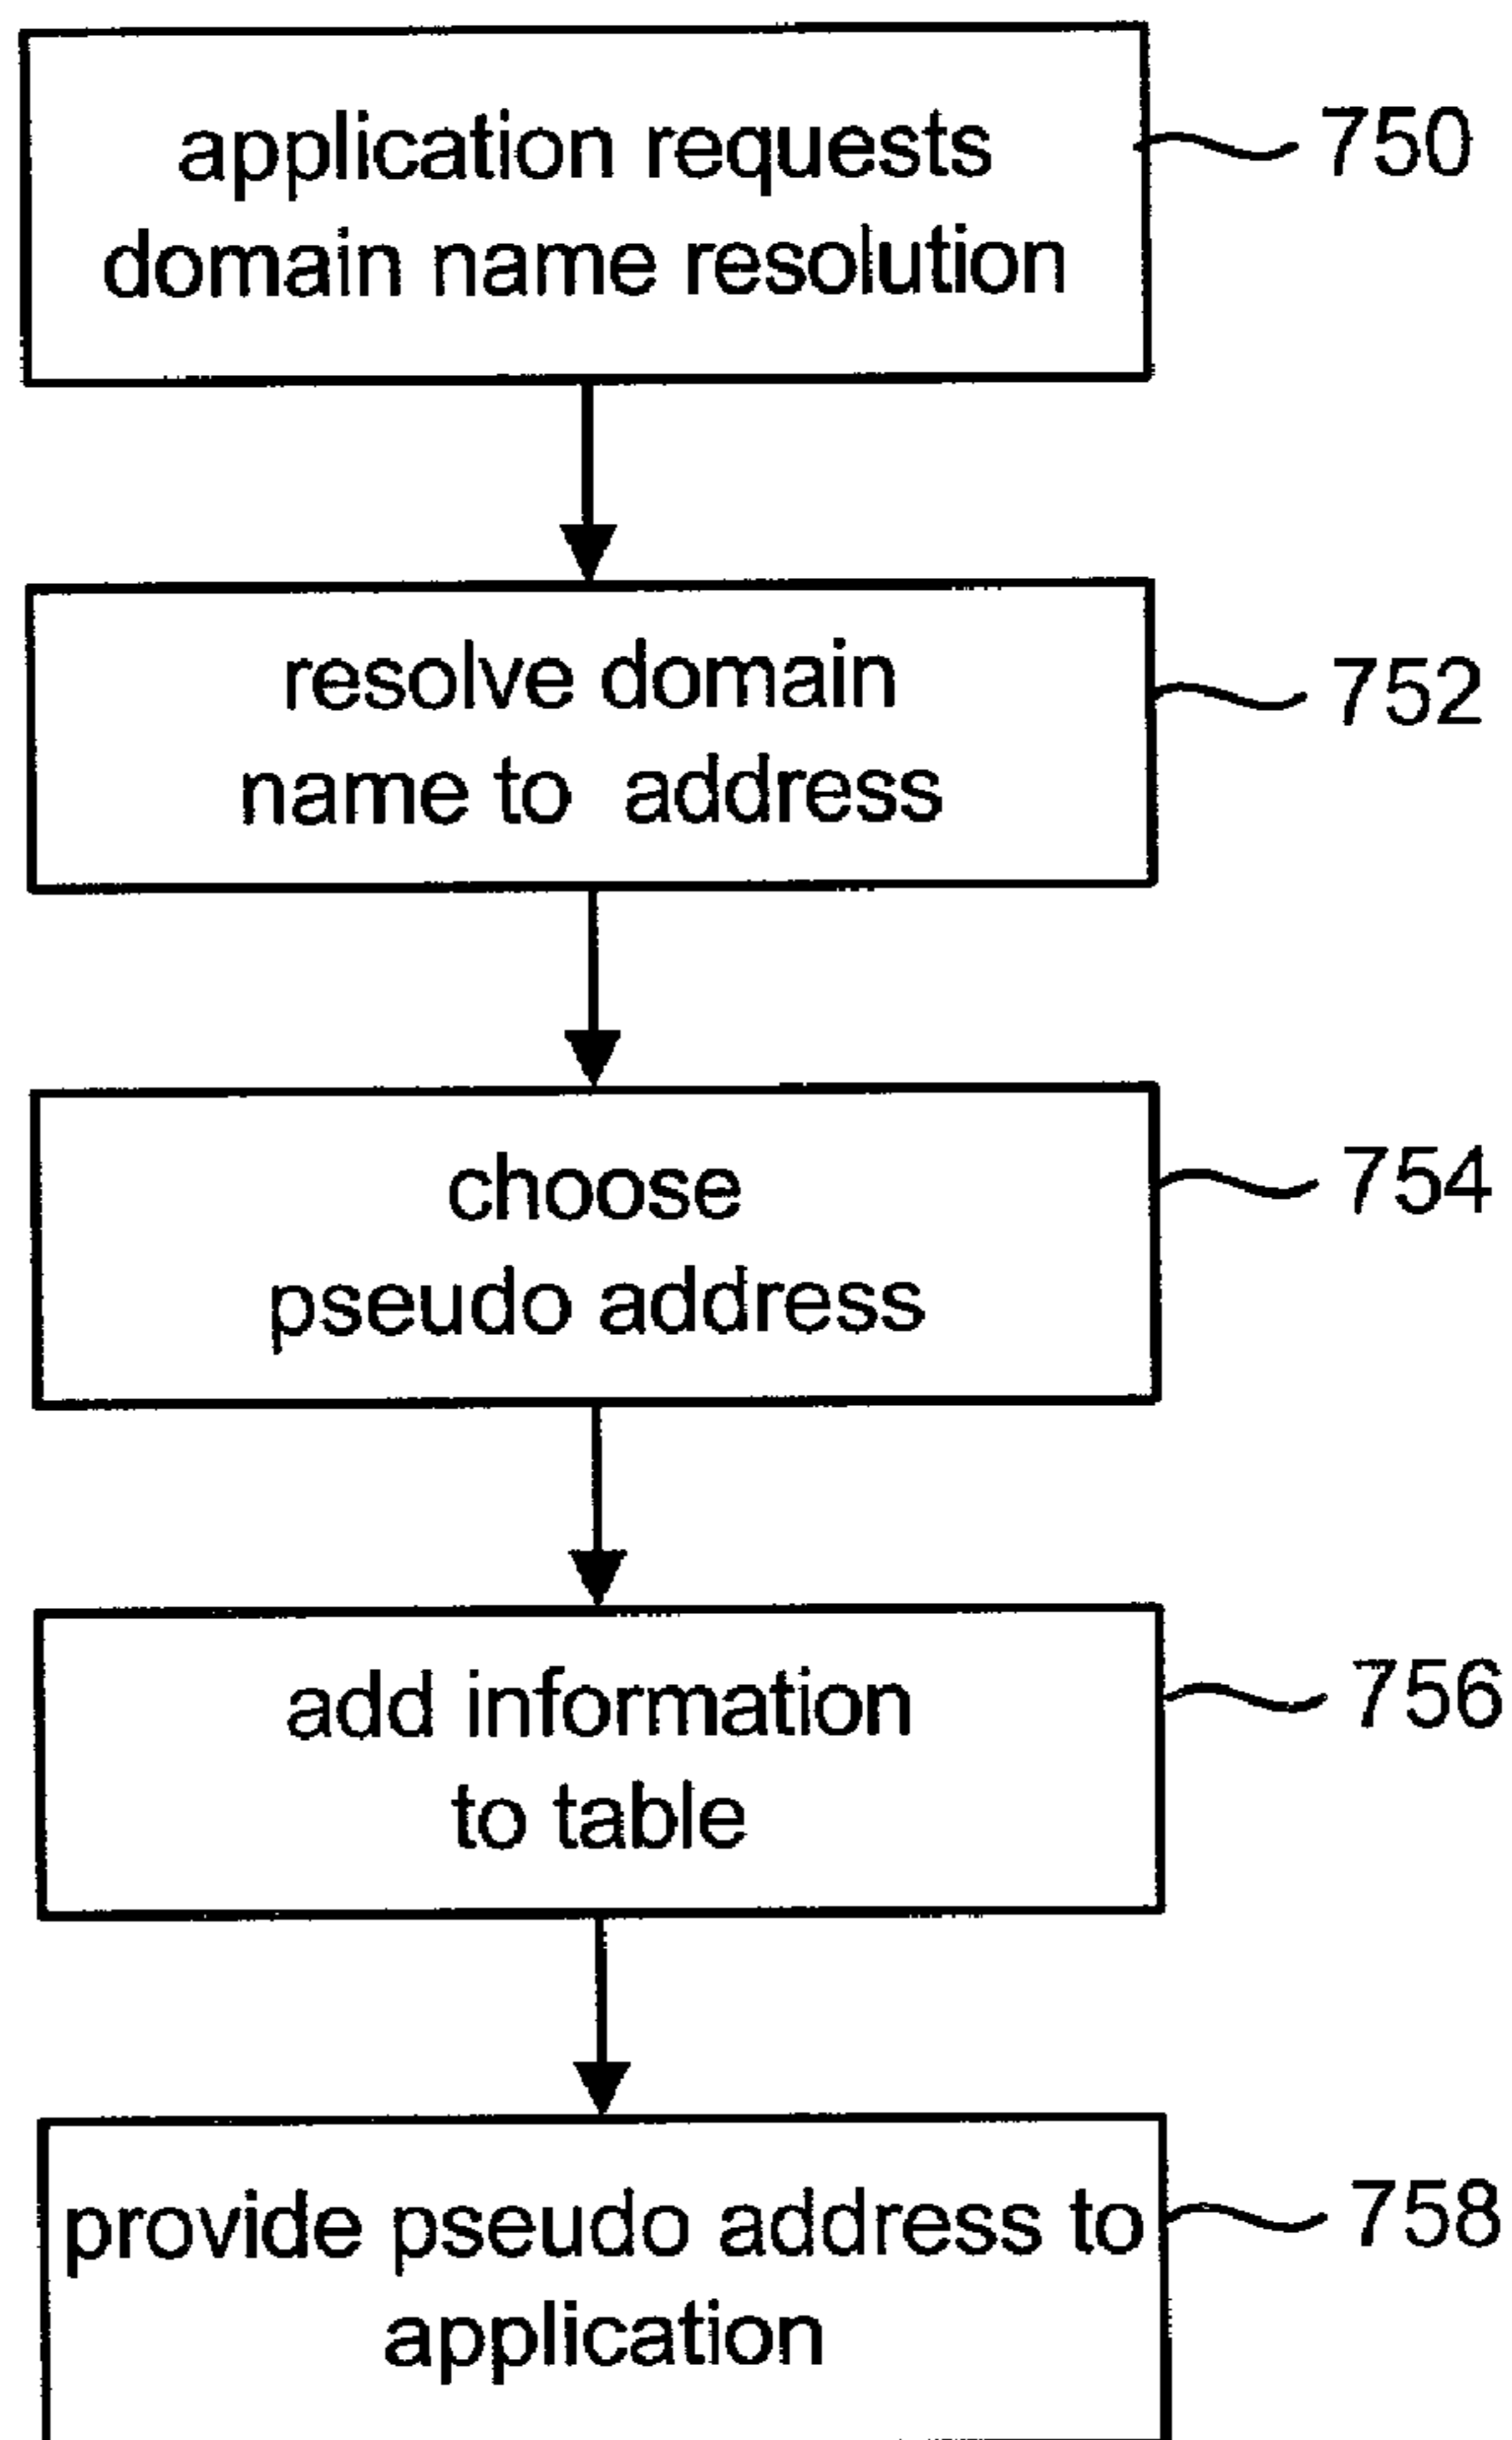 application requests
domain name resolution
750
resolve domain
name to address
752
choose
pseudo address
754
add information
to table
756
provide pseudo address to
application
758